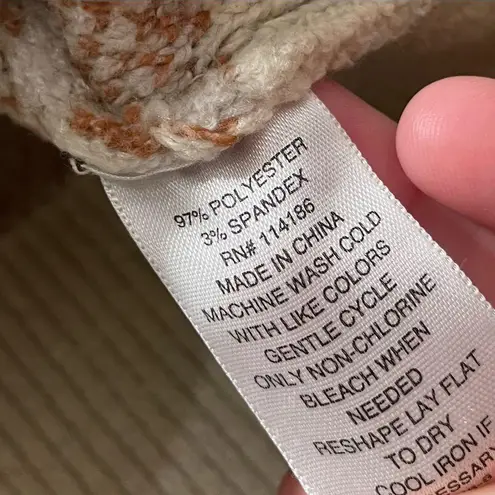 97% POLYESTER
3% SPANDEX
RN# 114186
MADE IN CHINA
MACHINE WASH COLD
WITH LIKE COLORS
GENTLE CYCLE
ONLY NON-CHLORINE
BLEACH WHEN
NEEDED
RESHAPE LAY FLAT
TO DRY
COOL IRON IF